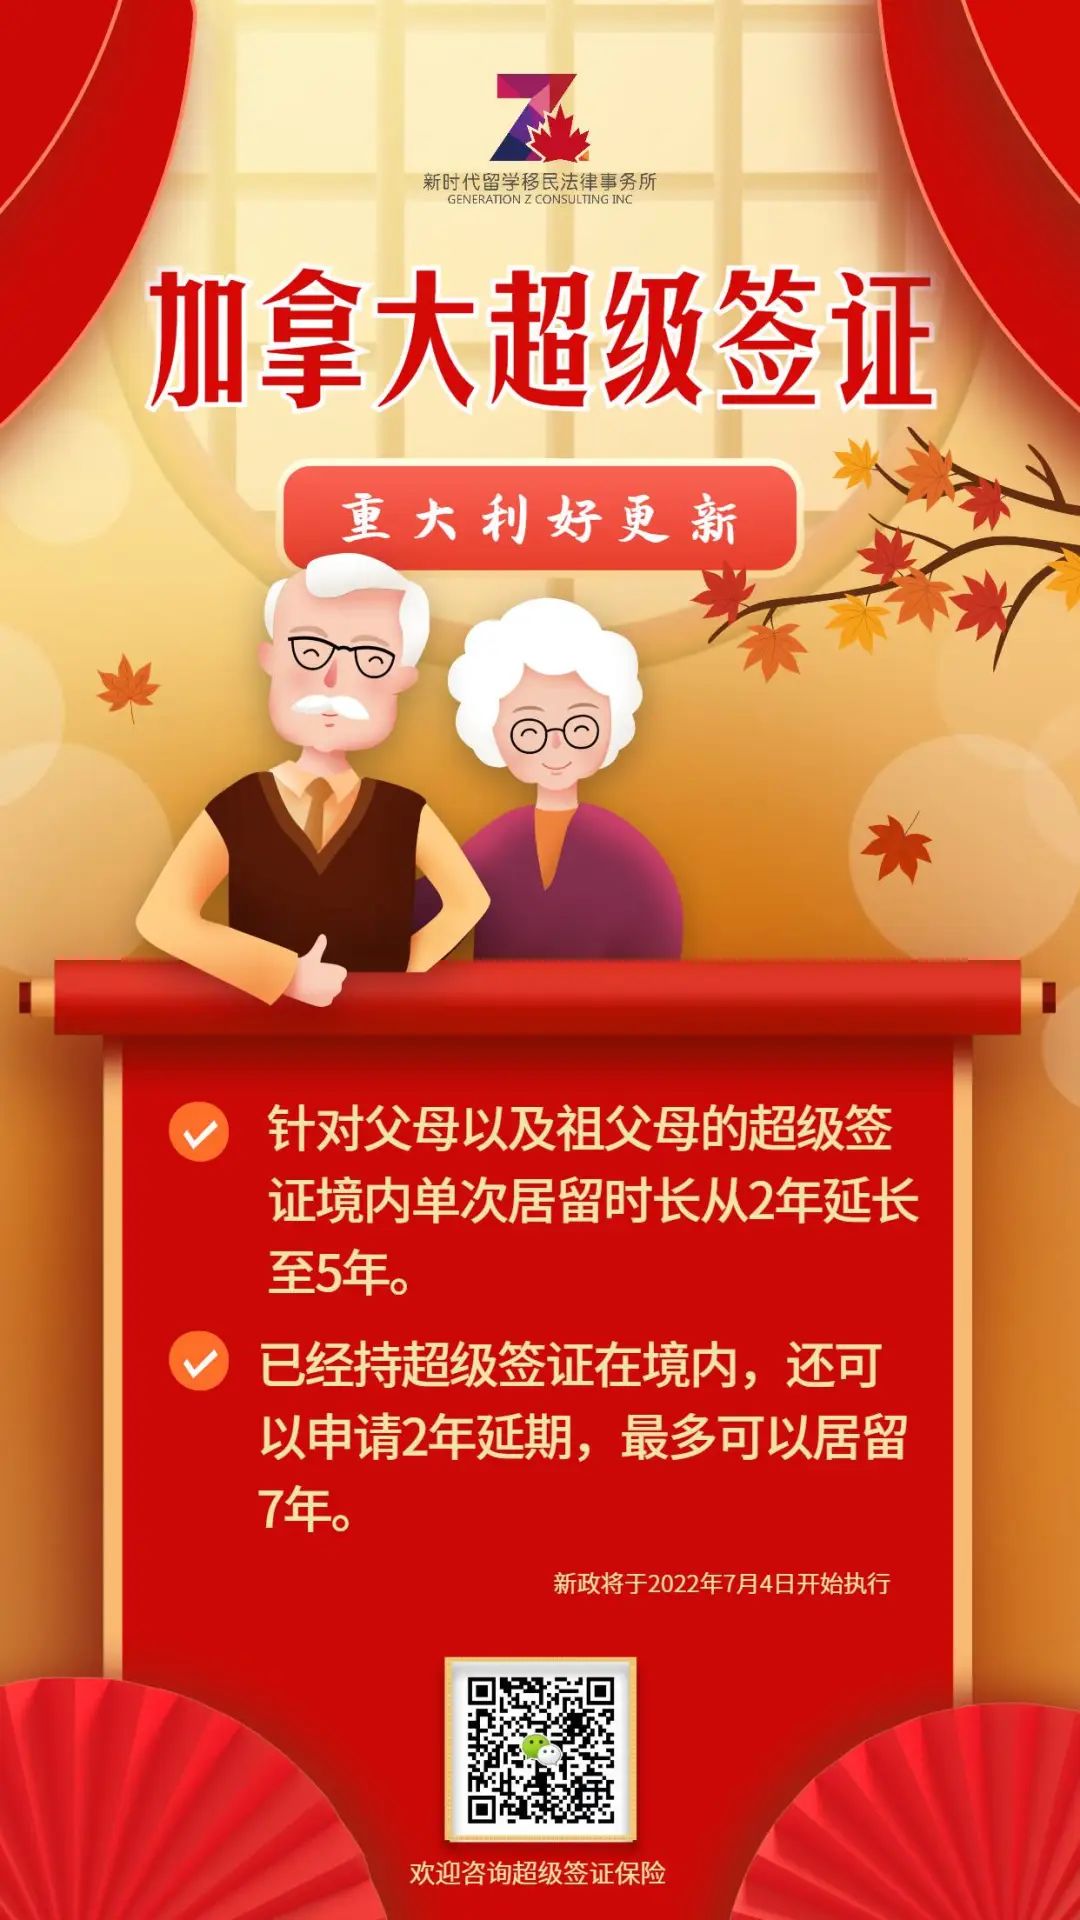 新时代留学移民法律事务所
GENERATION Z CONSULTING INC
加拿大超级签证
重大利好更新
针对父母以及祖父母的超级签
证境内单次居留时长从2年延长
至5年。
已经持超级签证在境内，还可
以申请2年延期，最多可以居留
7年。
新政将于2022年7月4日开始执行
欢迎咨询超级签证保险